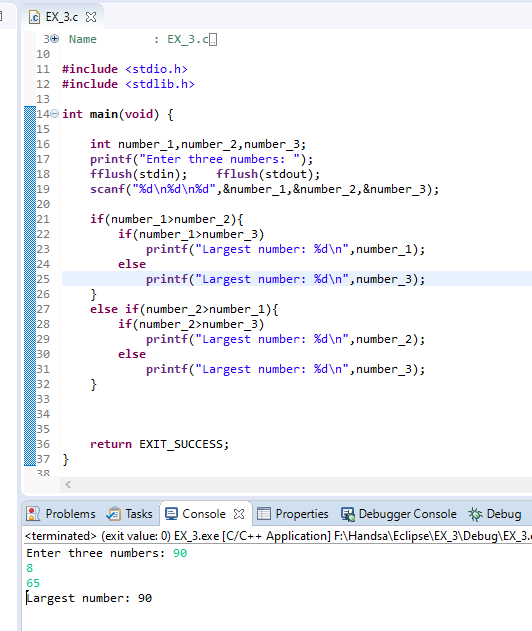 EX_3.c
3 Name : EX_3.c
10
11 #include <stdio.h>
12 #include <stdlib.h>
13
14 int main(void) {
15
16 int number_1,number_2,number_3;
17 printf("Enter three numbers: ");
18 fflush(stdin); fflush(stdout);
19 scanf("%d\n%d\n%d",&number_1,&number_2,&number_3);
20
21 if(number_1>number_2){
22 if(number_1>number_3)
23 printf("Largest number: %d\n",number_1);
24 else
25 printf("Largest number: %d\n",number_3);
26 }
27 else if(number_2>number_1){
28 if(number_2>number_3)
29 printf("Largest number: %d\n",number_2);
30 else
31 printf("Largest number: %d\n",number_3);
32 }
33
34
35
36 return EXIT_SUCCESS;
37 }
38
Problems Tasks Console Properties Debugger Console Debug
<terminated> (exit value: 0) EX_3.exe [C/C++ Application] F:\Handsa\Eclipse\EX_3\Debug\EX_3.
Enter three numbers: 90
8
65
Largest number: 90